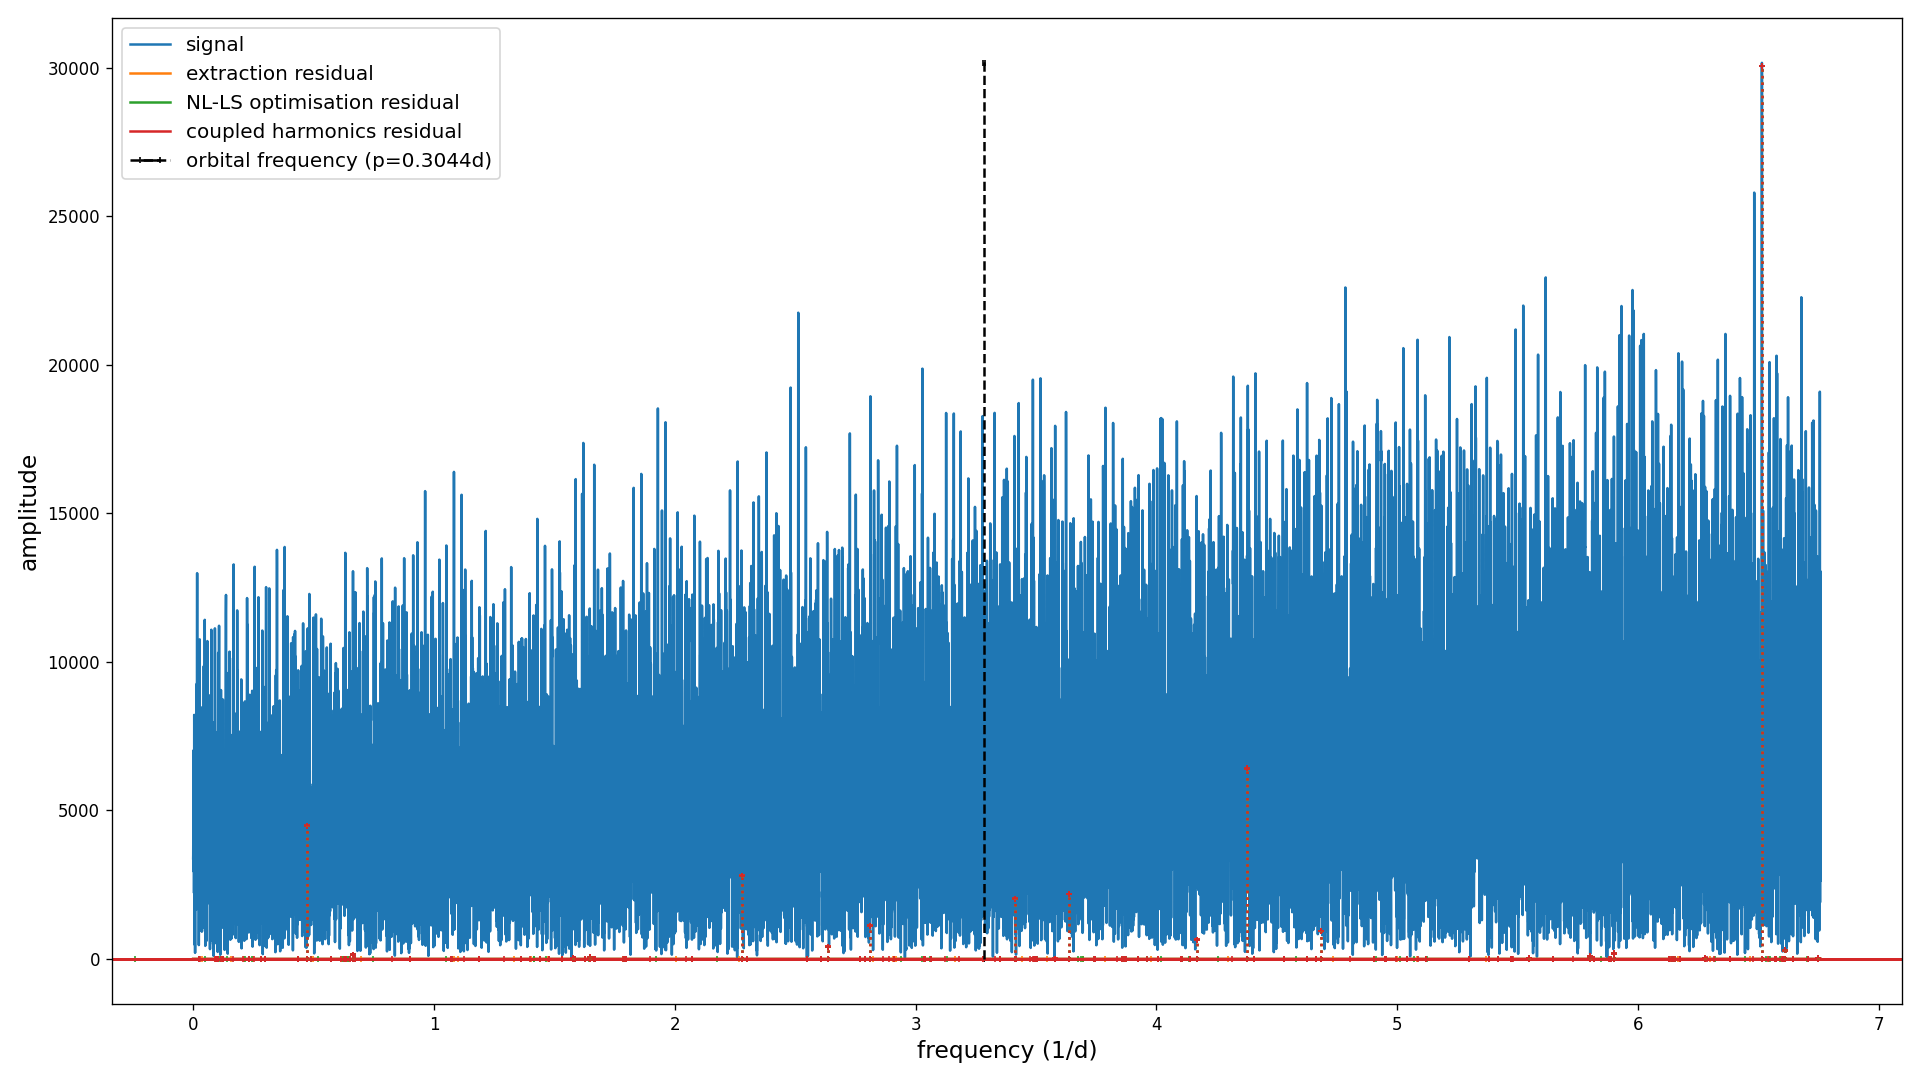 signal
extraction residual
NL-LS optimisation residual
coupled harmonics residual
orbital frequency (p=0.3044d)
30000
25000
20000
15000
10000
5000
0
amplitude
0 1 2 3 4 5 6 7
frequency (1/d)